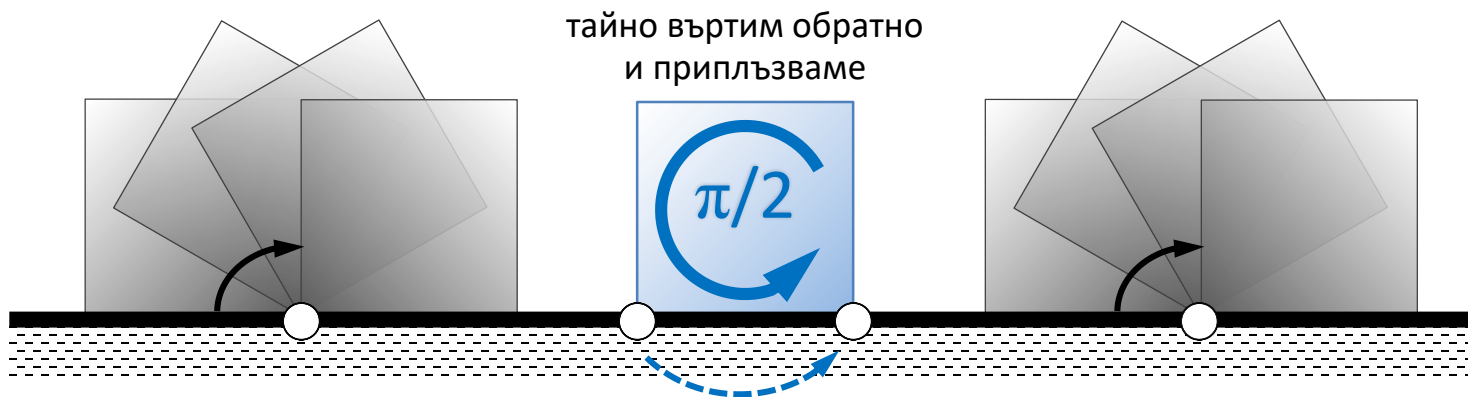 тайно въртим обратно
и приплъзваме
π/2